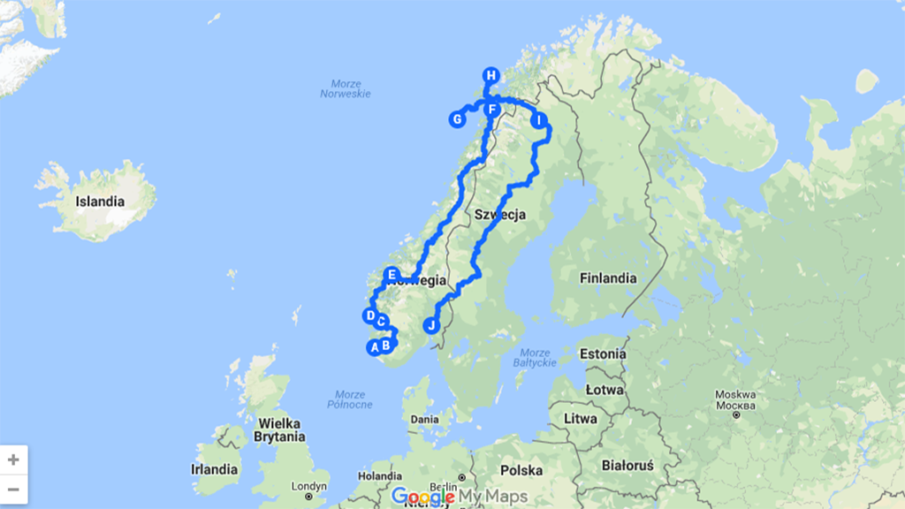 H
Morze
Norweskie
F
G
I
Islandia
Szwecja
E
Norwegia
Finlandia
D
C
J
A
B
Estonia
Morze
Bałtyckie
Łotwa
Morze
Północne
Moskwa
Москва
Dania
Litwa
Wielka
Brytania
Białoruś
Irlandia
Polska
Holandia
Berlin
Londyn
Google My Maps
Niemcy
+
−